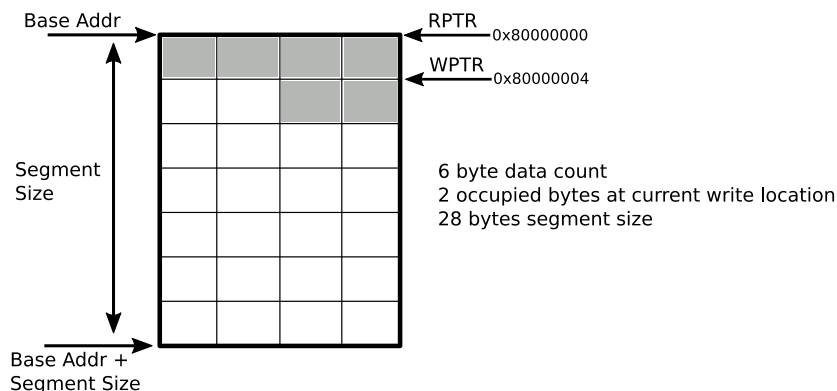 Base Addr
RPTR
0x80000000
WPTR
0x80000004
Segment
Size
6 byte data count
2 occupied bytes at current write location
28 bytes segment size
Base Addr +
Segment Size